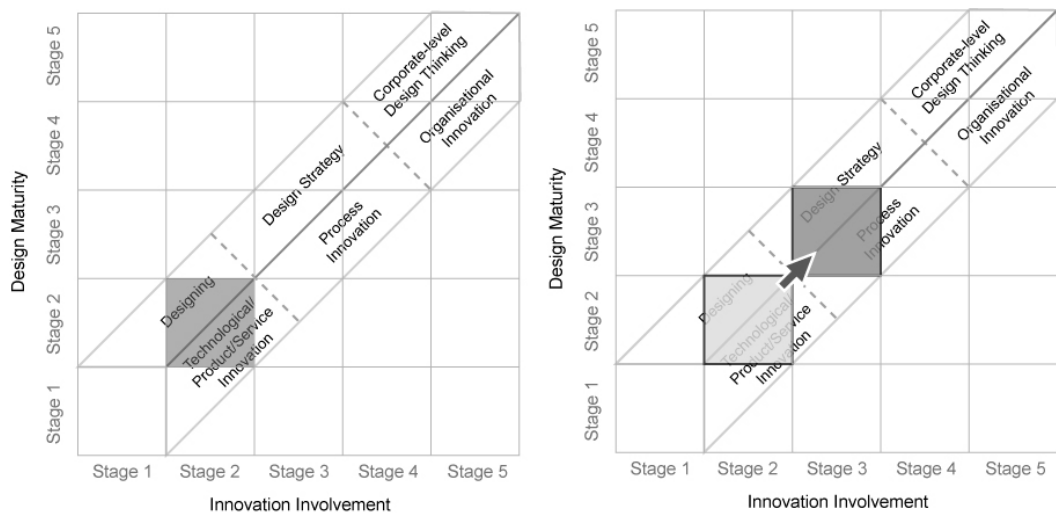 Design Maturity
Stage 5
Stage 4
Stage 3
Stage 2
Stage 1
Corporate-level
Design Thinking
Organisational
Innovation
Design Strategy
Process
Innovation
Designing
Technological/
Product/Service
Innovation
Stage 1
Stage 2
Stage 3
Stage 4
Stage 5
Innovation Involvement
Design Maturity
Stage 5
Stage 4
Stage 3
Stage 2
Stage 1
Corporate-level
Design Thinking
Organisational
Innovation
Design Strategy
Process
Innovation
Designing
Technological/
Product/Service
Innovation
Stage 1
Stage 2
Stage 3
Stage 4
Stage 5
Innovation Involvement